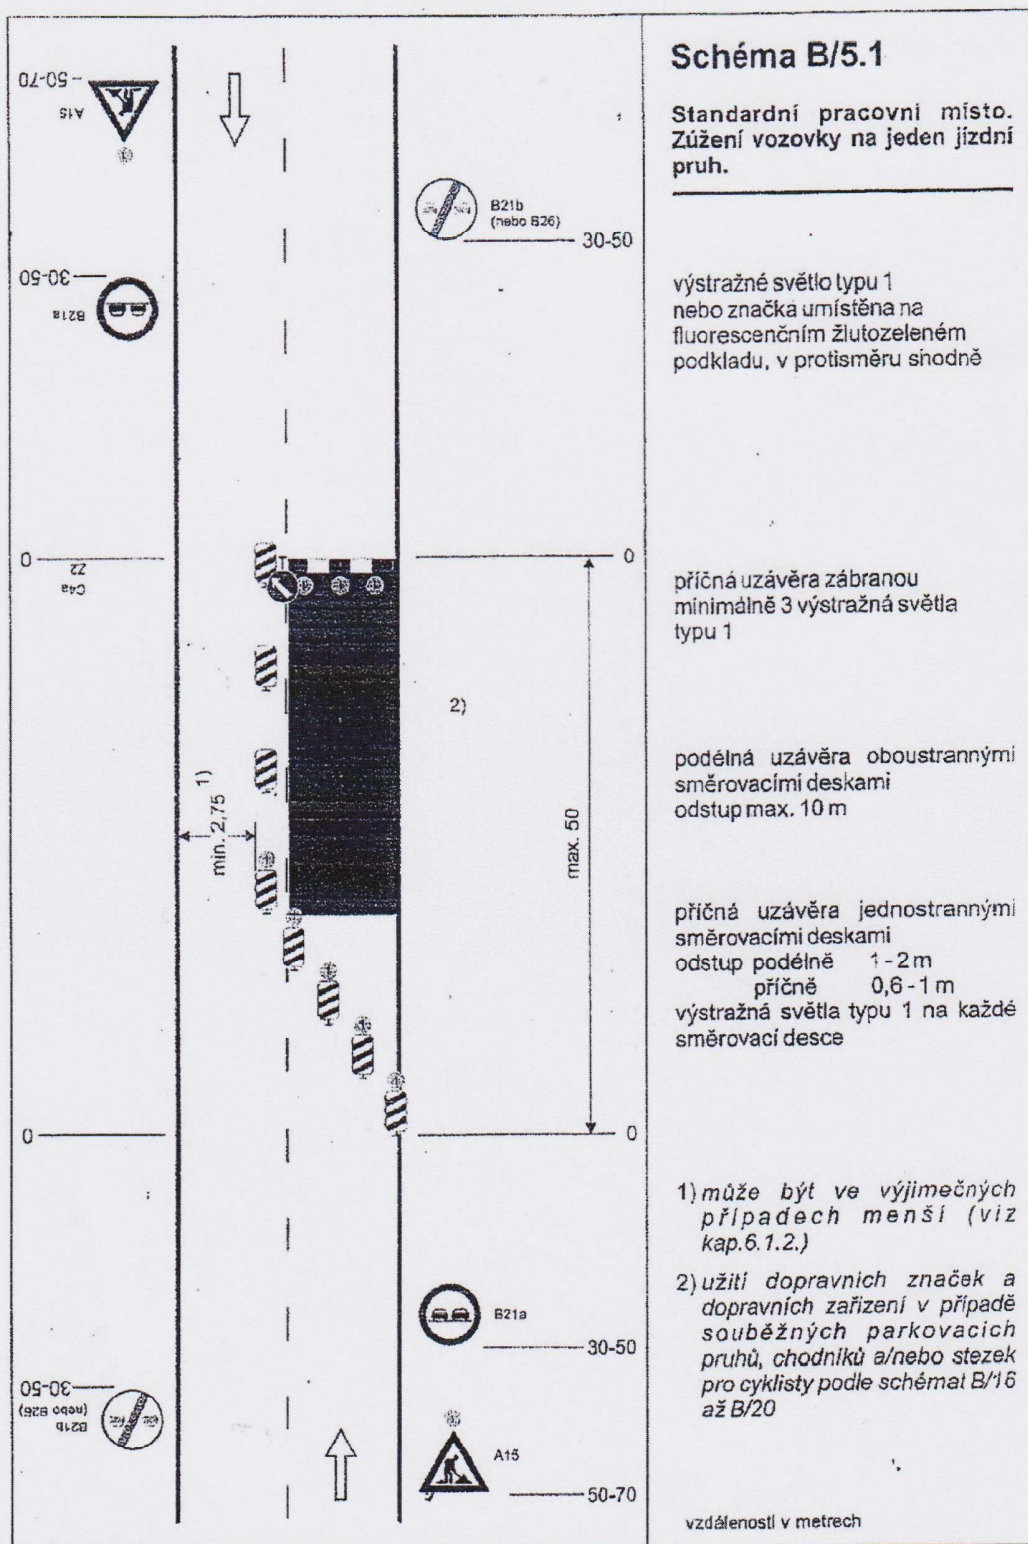 Schéma B/5.1
Standardní pracovní místo.
Zúžení vozovky na jeden jízdní
pruh.
50-70
A15
B21b
(nebo B26)
30-50
30-50
B21a
výstražné světlo typu 1
nebo značka umístěna na
fluorescenčním žlutozeleném
podkladu, v protisměru shodně
0
Z2
C4a
0
příčná uzávěra zábranou
minimálně 3 výstražná světla
typu 1
2)
podélná uzávěra oboustrannými
směrovacími deskami
odstup max. 10 m
min. 2,75 1)
max. 50
příčná uzávěra jednostrannými
směrovacími deskami
odstup podélně 1-2 m
příčně 0,6-1 m
výstražná světla typu 1 na každé
směrovací desce
0
0
1) může být ve výjimečných
případech menší (viz
kap.6.1.2.)
2) užití dopravních značek a
dopravních zařízení v případě
souběžných parkovacích
pruhů, chodníků a/nebo stezek
pro cyklisty podle schémat B/16
až B/20
B21a
30-50
30-50
B21b
(nebo B26)
A15
50-70
vzdálenosti v metrech